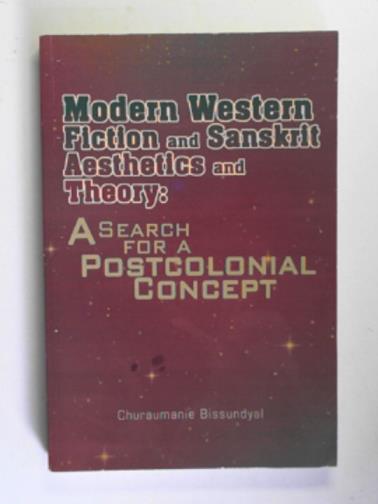 Modern Western
Fiction and Sanskrit
Aesthetics and
Theory:
A SEARCH
FOR A
POSTCOLONIAL
CONCEPT
Churaumanie Bissundyal